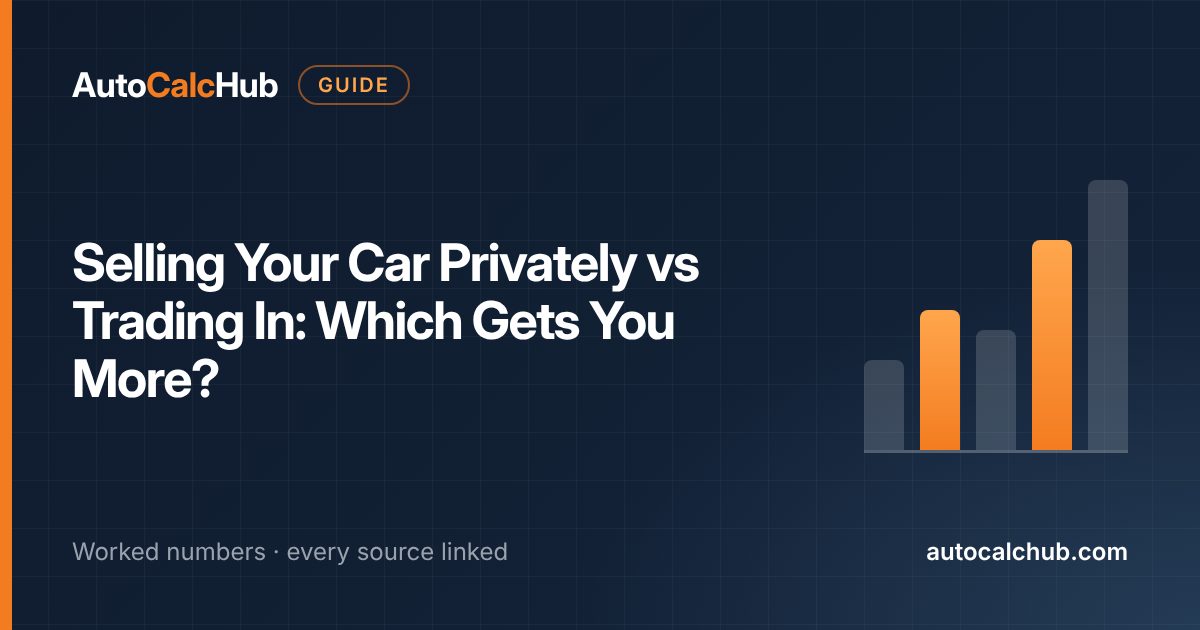 AutoCalcHub GUIDE
Selling Your Car Privately vs
Trading In: Which Gets You
More?
Worked numbers · every source linked
autocalchub.com